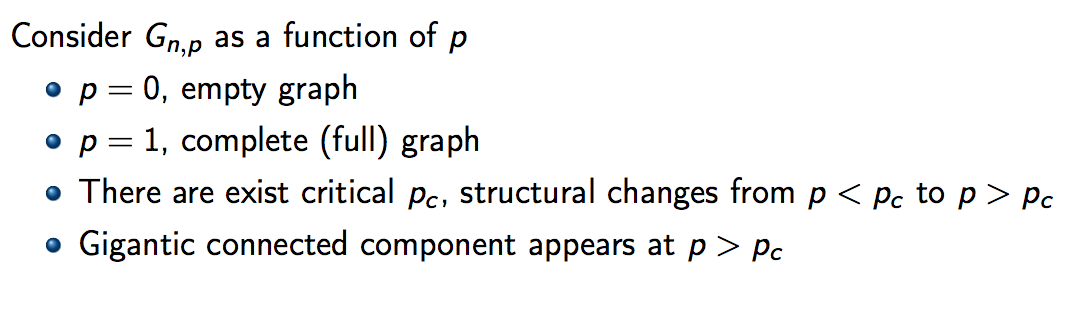 Consider Gₙ,ₚ as a function of p
p = 0, empty graph
p = 1, complete (full) graph
There are exist critical p_c, structural changes from p < p_c to p > p_c
Gigantic connected component appears at p > p_c